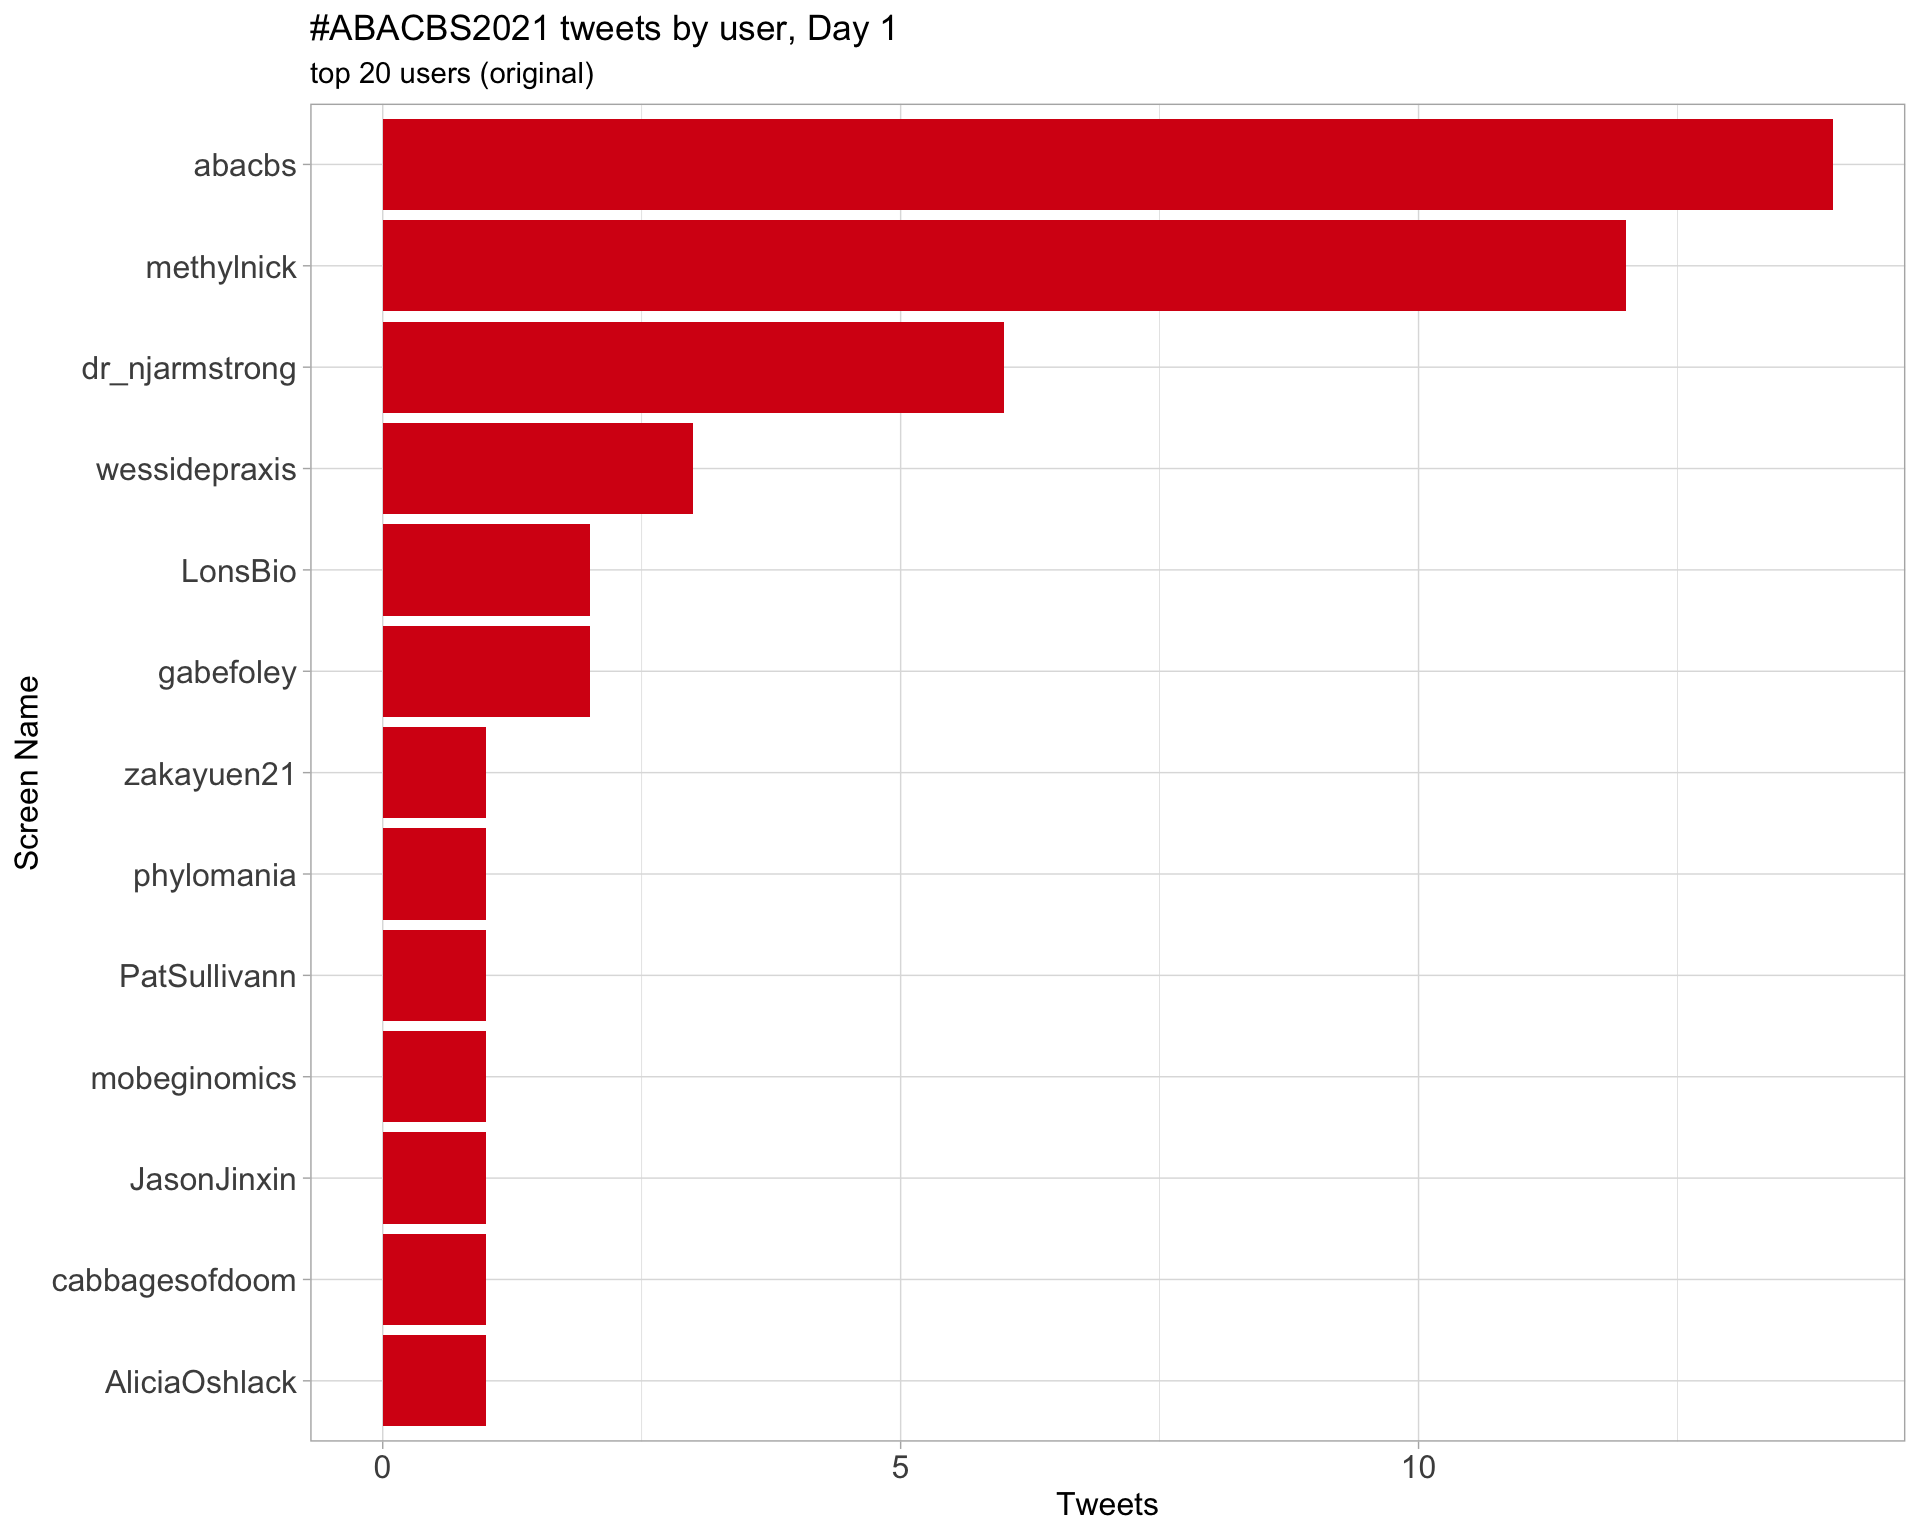 #ABACBS2021 tweets by user, Day 1
top 20 users (original)
Screen Name
abacbs
methylnick
dr_njarmstrong
wessidepraxis
LonsBio
gabefoley
zakayuen21
phylomania
PatSullivann
mobeginomics
JasonJinxin
cabbagesofdoom
AliciaOshlack
0 5 10
Tweets